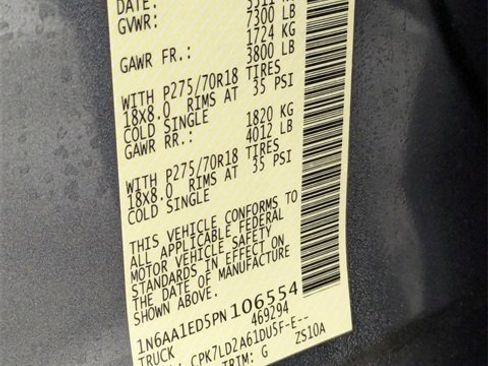 DATE:
GVWR: 7300 LB
1724 KG
GAWR FR.: 3800 LB
WITH P275/70R18 TIRES
18x8.0 RIMS AT 35 PSI
COLD SINGLE 1820 KG
GAWR RR.: 4012 LB
WITH P275/70R18 TIRES
18x8.0 RIMS AT 35 PSI
COLD SINGLE
THIS VEHICLE CONFORMS TO
ALL APPLICABLE FEDERAL
MOTOR VEHICLE SAFETY
STANDARDS IN EFFECT ON
THE DATE OF MANUFACTURE
1N6AA1ED5PN106554
469294
TRUCK CPK7LD2A61DU5F-E--
TRIM: G ZS10A